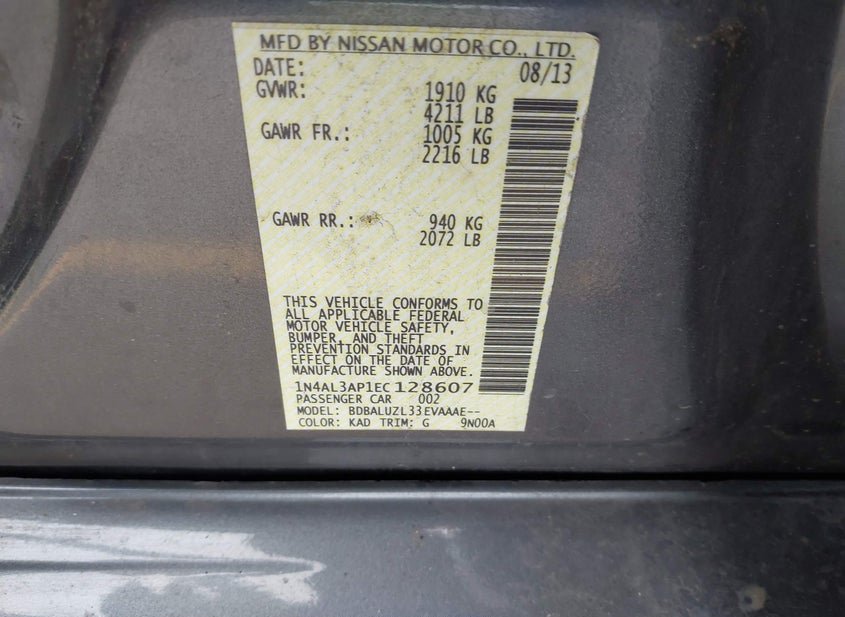 MFD BY NISSAN MOTOR CO., LTD.
DATE: 08/13
GVWR: 1910 KG
4211 LB
GAWR FR.: 1005 KG
2216 LB
GAWR RR.: 940 KG
2072 LB
THIS VEHICLE CONFORMS TO
ALL APPLICABLE FEDERAL
MOTOR VEHICLE SAFETY,
BUMPER, AND THEFT
PREVENTION STANDARDS IN
EFFECT ON THE DATE OF
MANUFACTURE SHOWN ABOVE.
1N4AL3AP1EC128607
PASSENGER CAR 002
MODEL: BDBALUZL33EVAAAE--
COLOR: KAD TRIM: G 9N00A